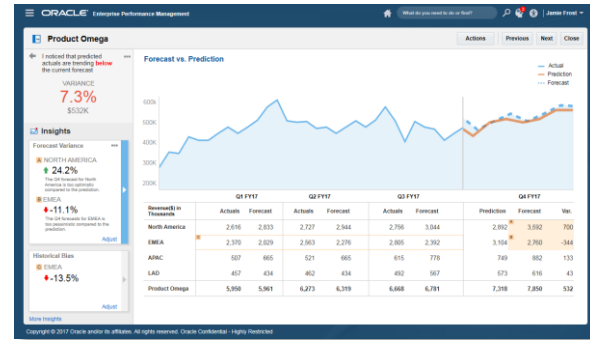 ORACLE Enterprise Performance Management
What do you need to do or find?
Jamie Frost
Product Omega
Actions Previous Next Close
I noticed that predicted
actuals are trending below
the current forecast
VARIANCE
7.3%
$532K
Insights
Forecast Variance
A NORTH AMERICA
24.2%
The Q4 forecast for North
America is too optimistic
compared to the prediction.
B EMEA
-11.1%
The Q4 forecasts for EMEA is
too pessimistic compared to the
prediction.
Adjust
Historical Bias
C EMEA
-13.5%
Adjust
More Insights
Forecast vs. Prediction
Actual
Prediction
Forecast
600k
500K
400K
300K
200K
Q1 FY17 Q2 FY17 Q3 FY17 Q4 FY17
Revenue($) in
Thousands
Actuals Forecast Actuals Forecast Actuals Forecast Prediction Forecast Var.
North America 2,616 2,833 2,727 2,944 2,756 3,044 2,892 3,592 700
EMEA 2,370 2,029 2,563 2,276 2,805 2,392 3,104 2,760 -344
APAC 507 665 521 665 615 778 749 882 133
LAD 457 434 462 434 492 567 573 616 43
Product Omega 5,950 5,961 6,273 6,319 6,668 6,781 7,318 7,850 532
Copyright © 2017 Oracle and/or its affiliates. All rights reserved. Oracle Confidential - Highly Restricted